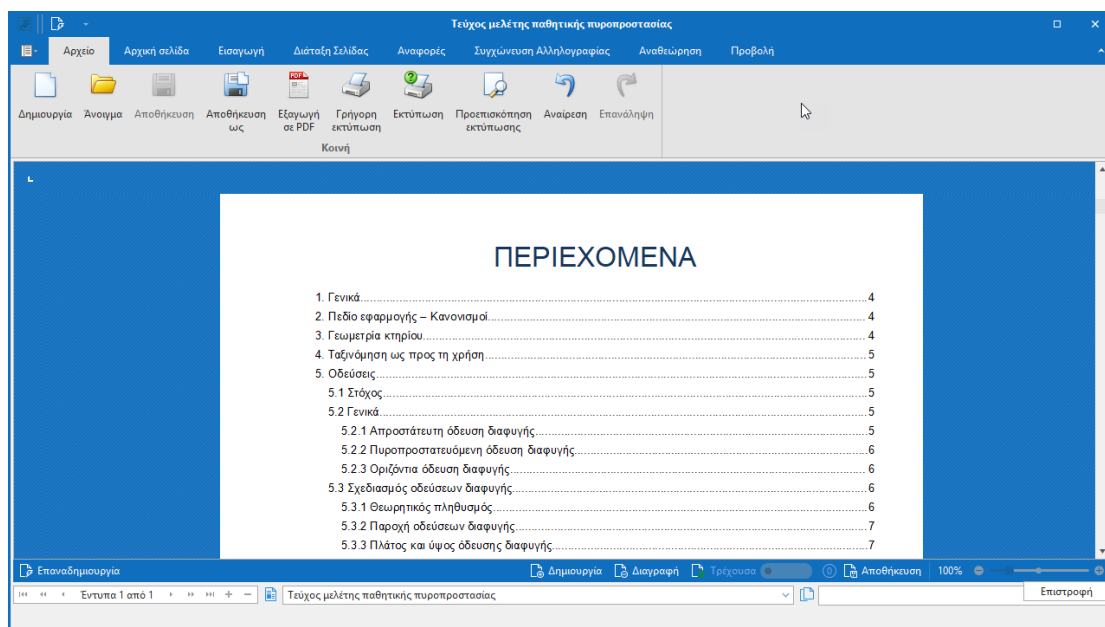 Τεύχος μελέτης παθητικής πυροπροστασίας
Αρχείο Αρχική σελίδα Εισαγωγή Διάταξη Σελίδας Αναφορές Συγχώνευση Αλληλογραφίας Αναθεώρηση Προβολή
Δημιουργία Άνοιγμα Αποθήκευση Αποθήκευση ως Εξαγωγή σε PDF Γρήγορη εκτύπωση Εκτύπωση Προεπισκόπηση εκτύπωσης Αναίρεση Επανάληψη
Κοινή
ΠΕΡΙΕΧΟΜΕΝΑ
1. Γενικά 4
2. Πεδίο εφαρμογής – Κανονισμοί 4
3. Γεωμετρία κτηρίου 4
4. Ταξινόμηση ως προς τη χρήση 5
5. Οδεύσεις 5
5.1 Στόχος 5
5.2 Γενικά 5
5.2.1 Απροστάτευτη όδευση διαφυγής 5
5.2.2 Πυροπροστατευόμενη όδευση διαφυγής 6
5.2.3 Οριζόντια όδευση διαφυγής 6
5.3 Σχεδιασμός οδεύσεων διαφυγής 6
5.3.1 Θεωρητικός πληθυσμός 6
5.3.2 Παροχή οδεύσεων διαφυγής 7
5.3.3 Πλάτος και ύψος όδευσης διαφυγής 7
Επαναδημιουργία Δημιουργία Διαγραφή Τρέχουσα 0 Αποθήκευση 100%
Έντυπα 1 από 1 Τεύχος μελέτης παθητικής πυροπροστασίας Επιστροφή